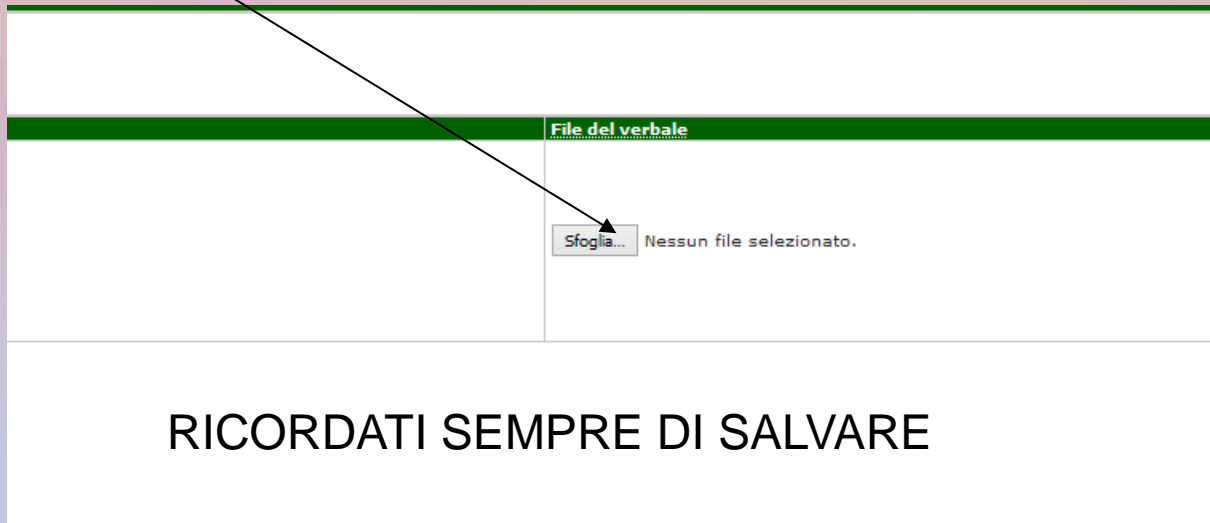 File del verbale
Sfoglia... Nessun file selezionato.
RICORDATI SEMPRE DI SALVARE